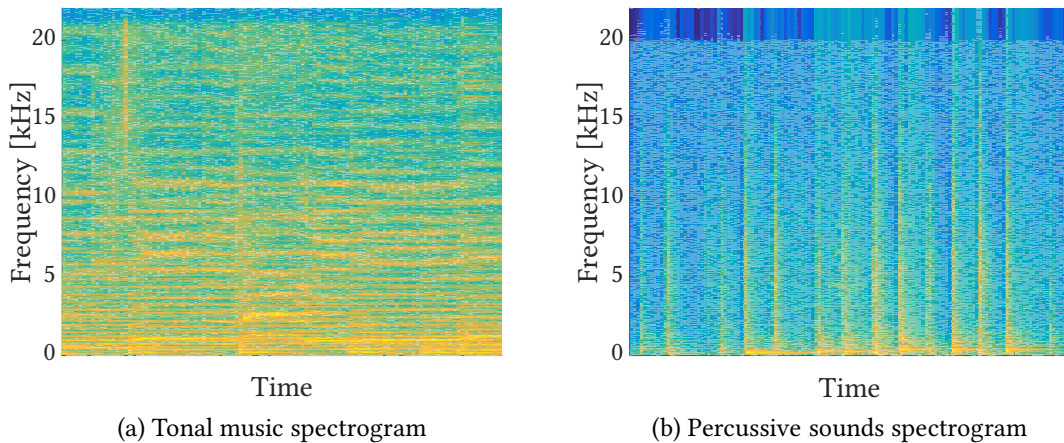 20
15
10
5
0
Frequency [kHz]
Time
(a) Tonal music spectrogram
20
15
10
5
0
Frequency [kHz]
Time
(b) Percussive sounds spectrogram